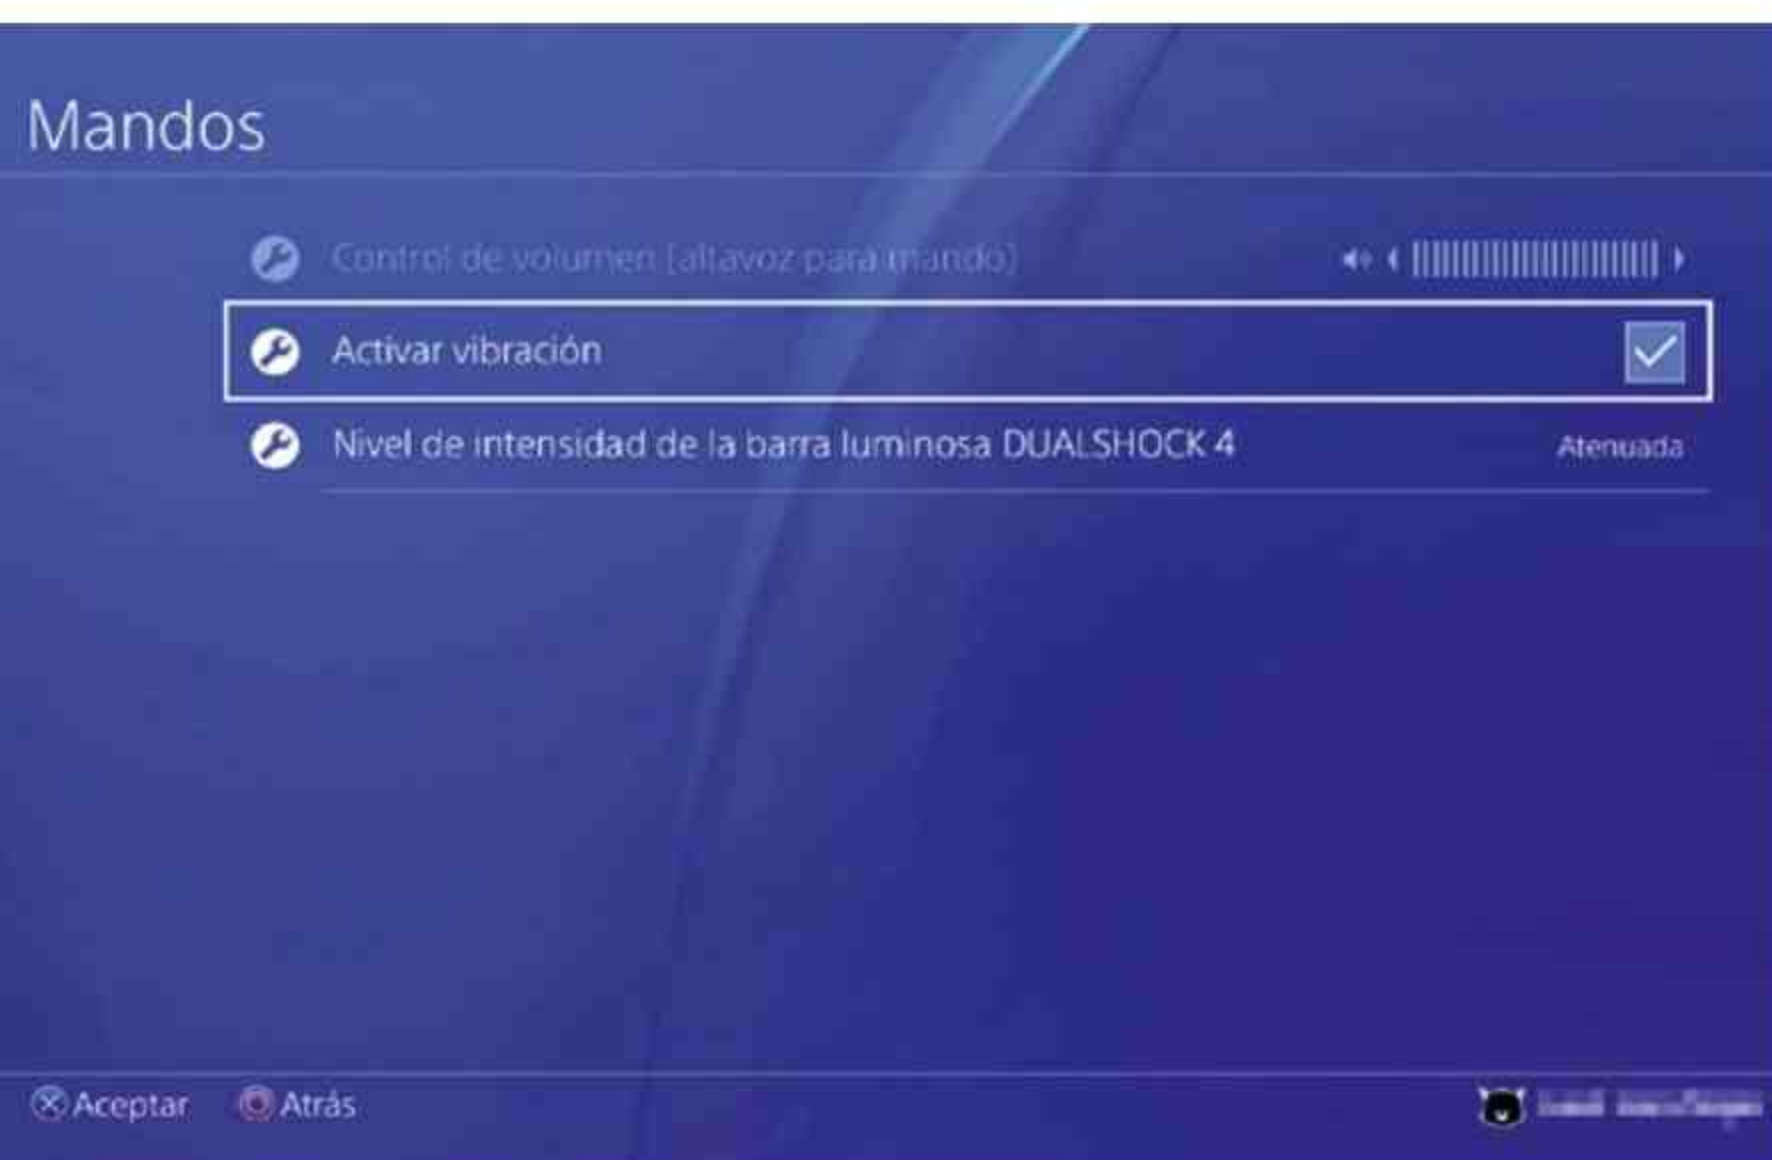 Mandos
Control de volumen (altavoz para mando)
Activar vibración
Nivel de intensidad de la barra luminosa DUALSHOCK 4 Atenuada
Aceptar Atrás